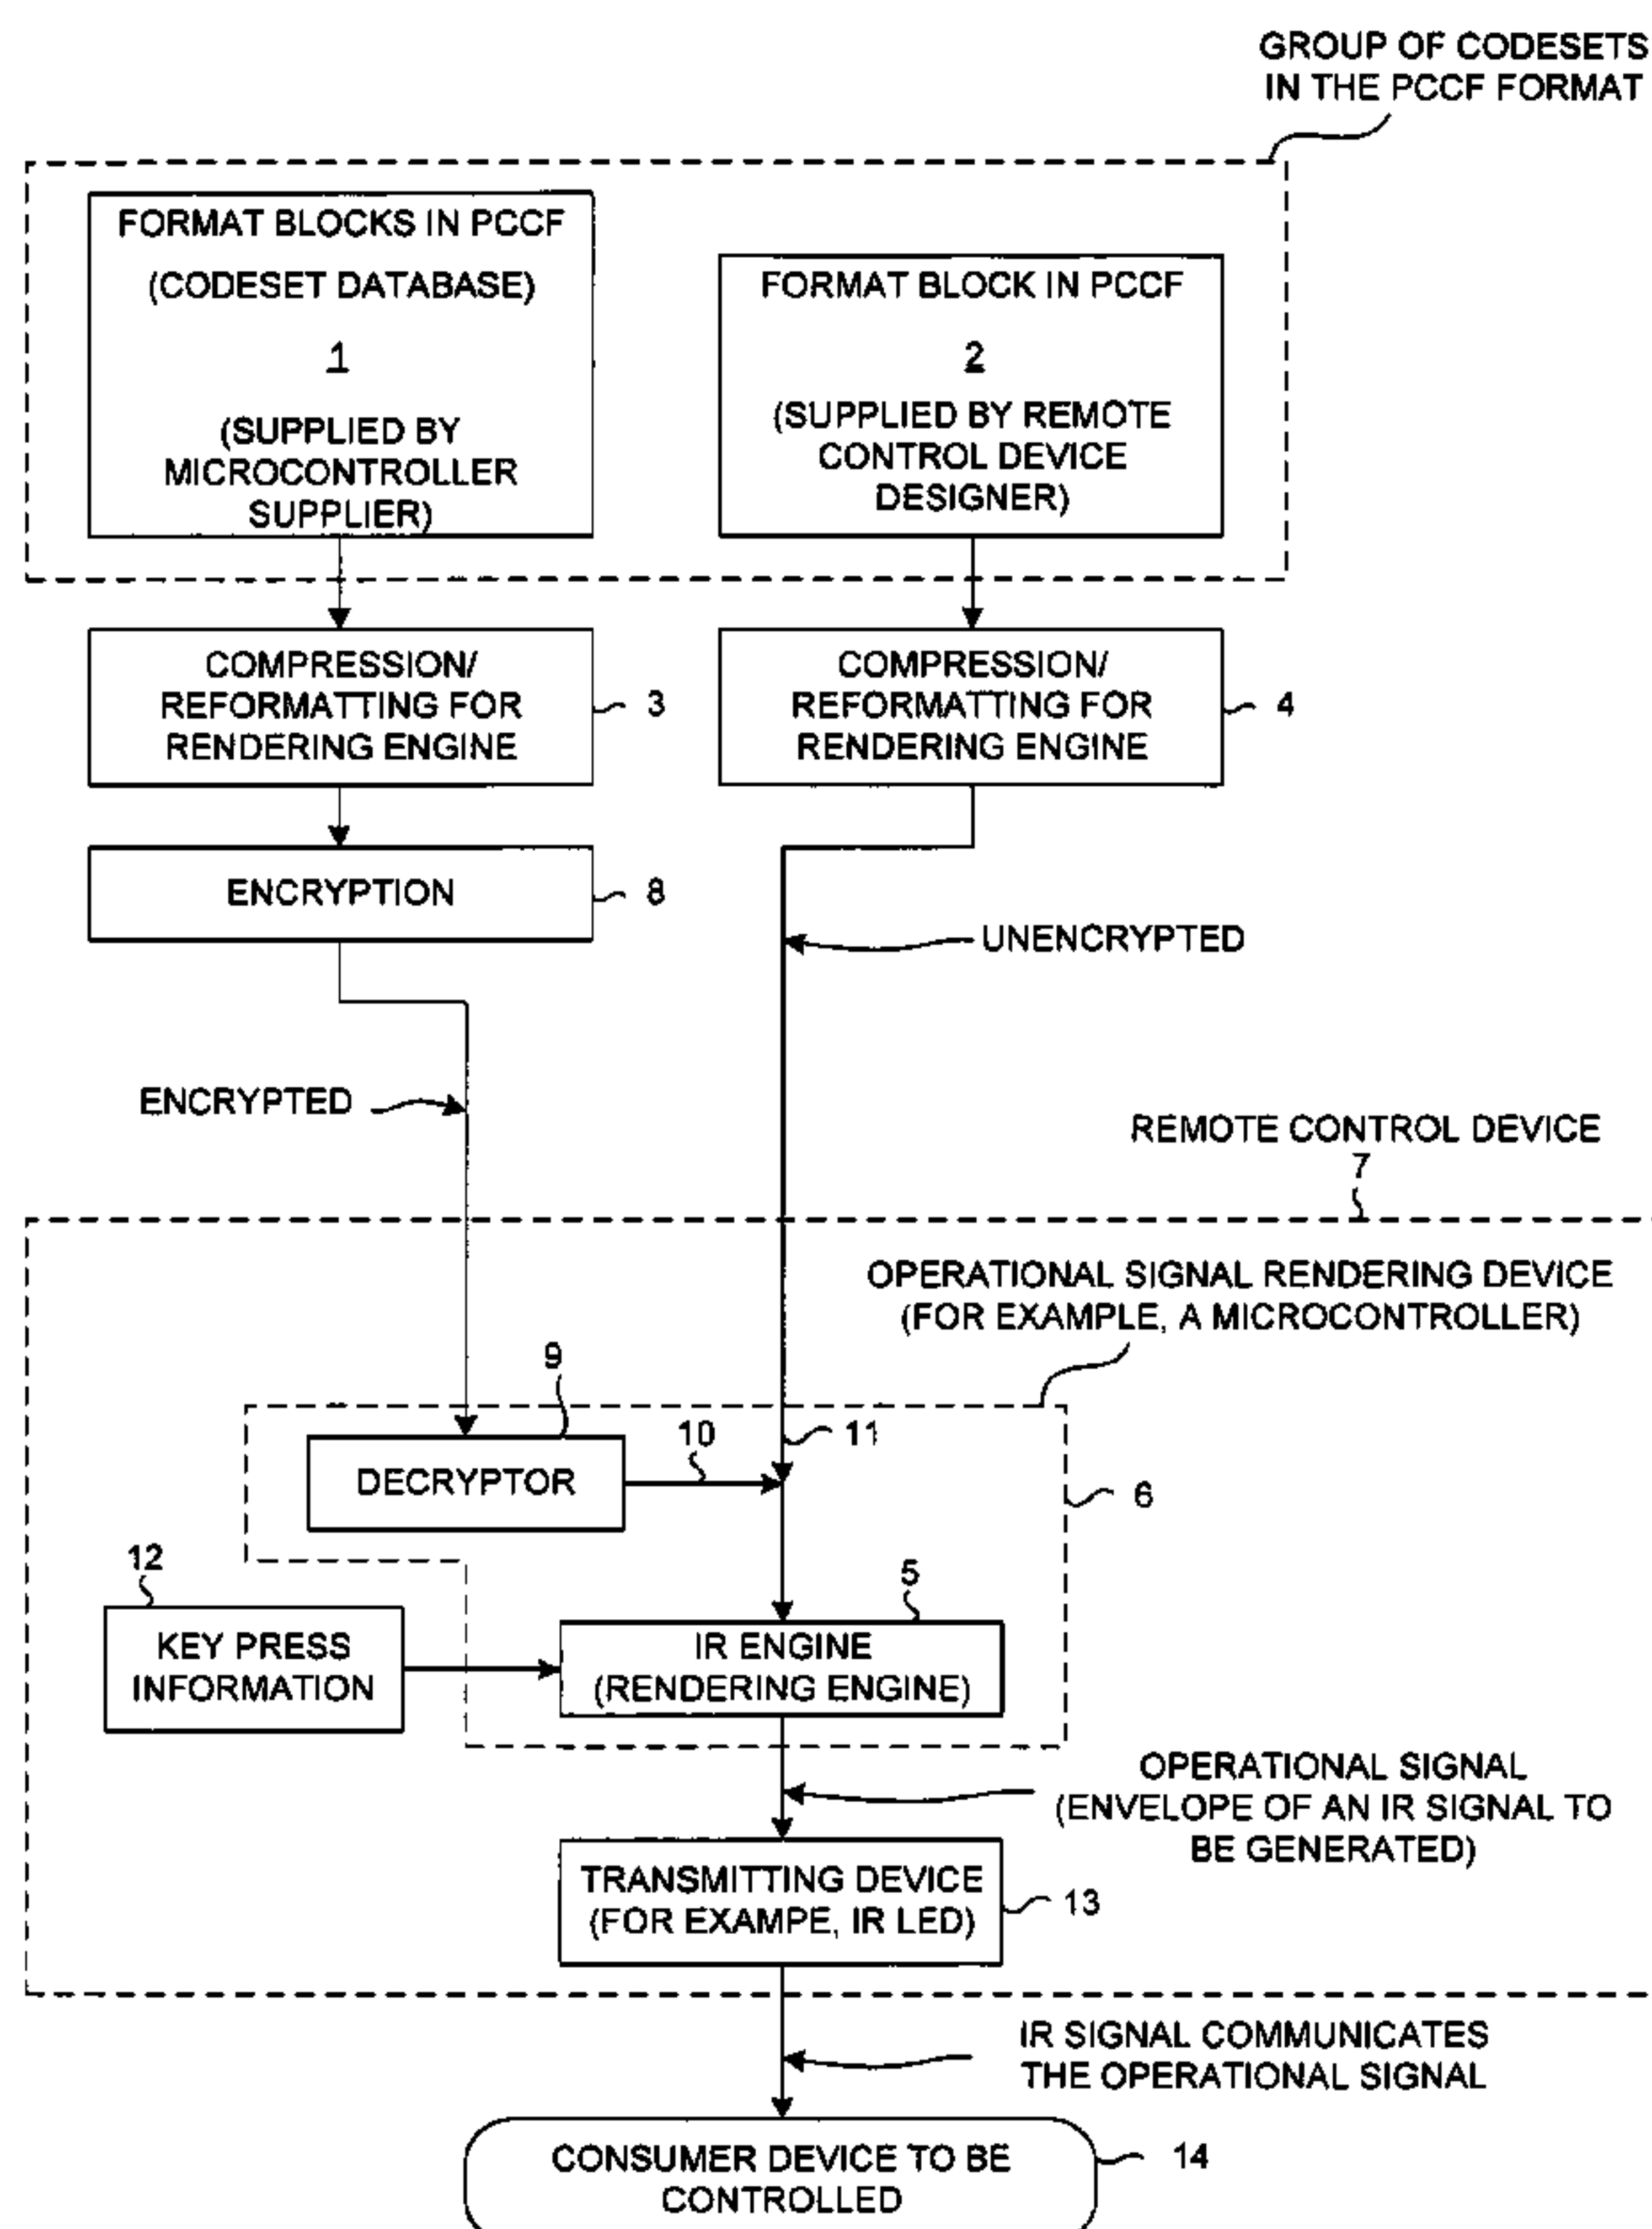 GROUP OF CODESETS
IN THE PCCF FORMAT
FORMAT BLOCKS IN PCCF
(CODESET DATABASE)
1
(SUPPLIED BY
MICROCONTROLLER
SUPPLIER)
FORMAT BLOCK IN PCCF
2
(SUPPLIED BY REMOTE
CONTROL DEVICE
DESIGNER)
COMPRESSION/
REFORMATTING FOR
RENDERING ENGINE
3
COMPRESSION/
REFORMATTING FOR
RENDERING ENGINE
4
ENCRYPTION
8
UNENCRYPTED
ENCRYPTED
REMOTE CONTROL DEVICE
7
OPERATIONAL SIGNAL RENDERING DEVICE
(FOR EXAMPLE, A MICROCONTROLLER)
9
DECRYPTOR
10
11
6
12
KEY PRESS
INFORMATION
5
IR ENGINE
(RENDERING ENGINE)
OPERATIONAL SIGNAL
(ENVELOPE OF AN IR SIGNAL TO
BE GENERATED)
TRANSMITTING DEVICE
(FOR EXAMPE, IR LED)
13
IR SIGNAL COMMUNICATES
THE OPERATIONAL SIGNAL
CONSUMER DEVICE TO BE
CONTROLLED
14